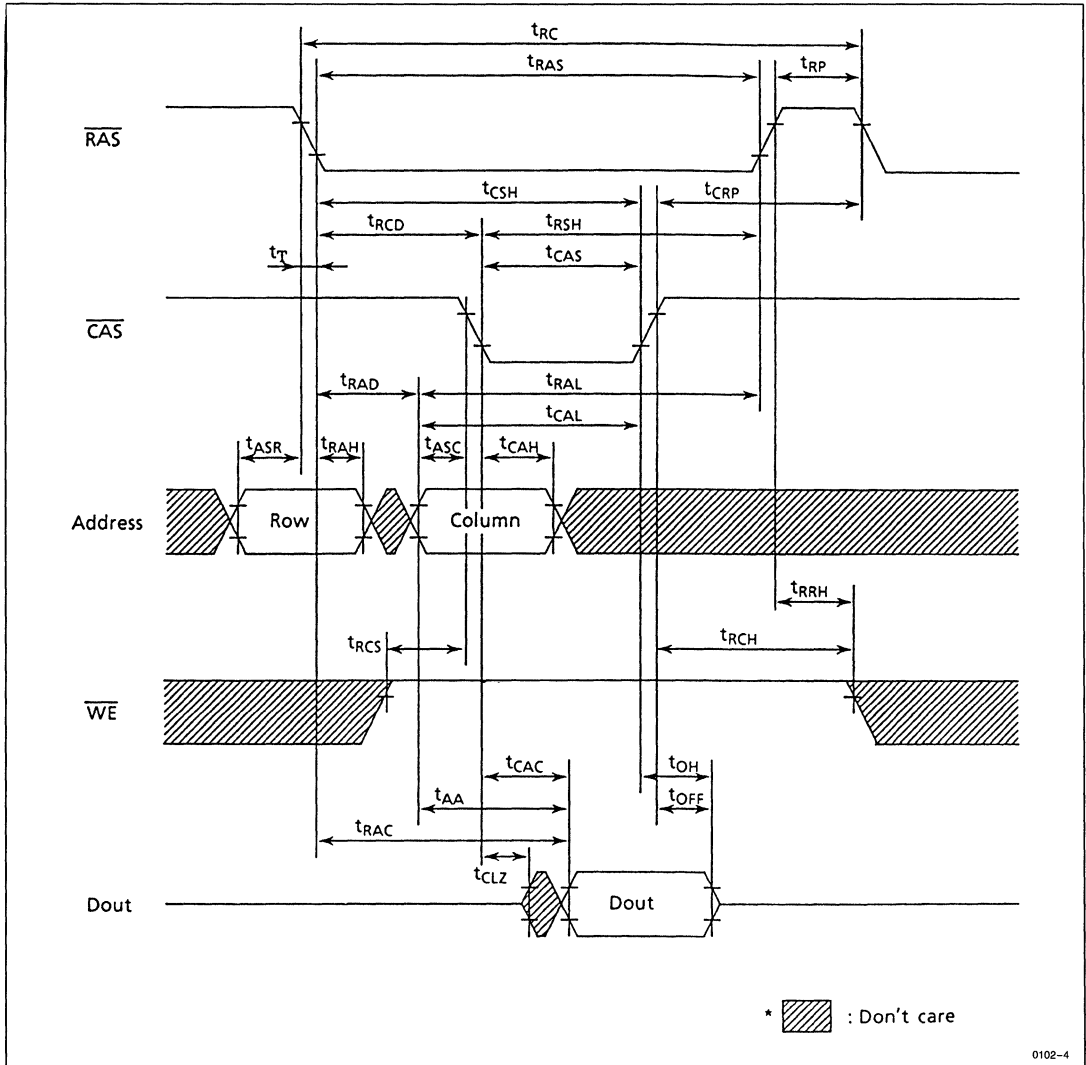 tRC
tRAS
tRP
RAS
tCSH
tCRP
tRCD
tRSH
tT
tCAS
CAS
tRAD
tRAL
tCAL
tASR
tRAH
tASC
tCAH
Address
Row
Column
tRRH
tRCS
tRCH
WE
tCAC
tOH
tAA
tOFF
tRAC
tCLZ
Dout
Dout
* : Don't care
0102-4